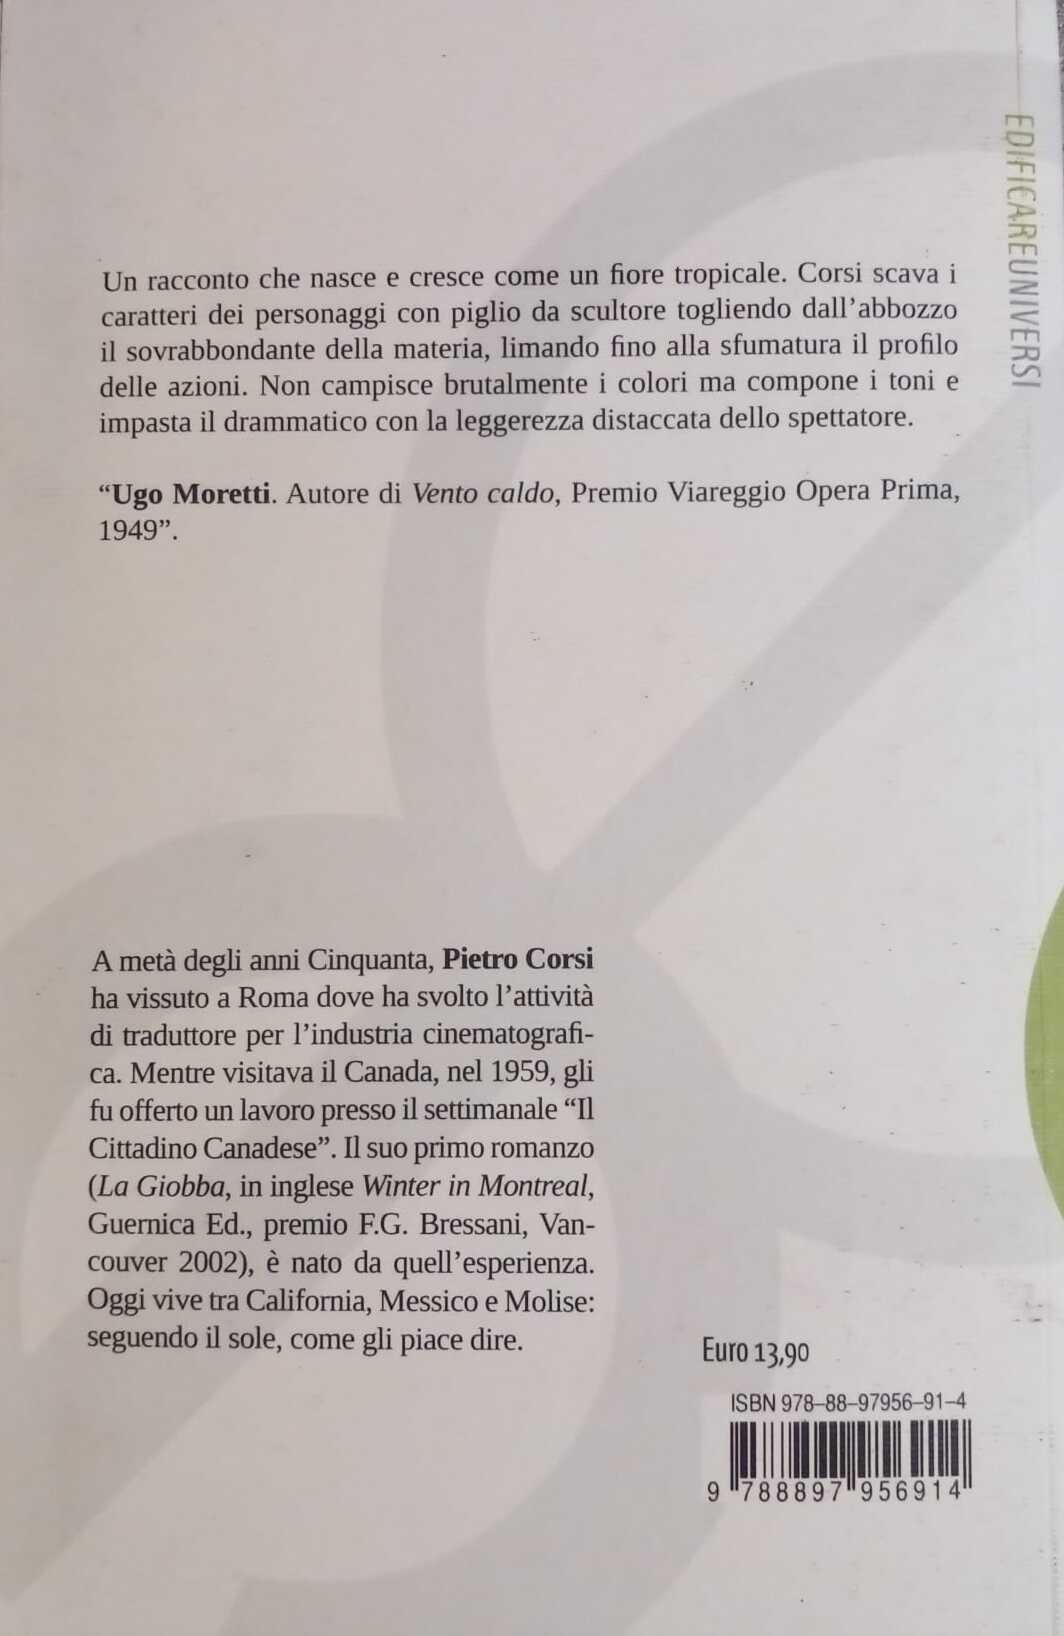 EDIFICAREUNIVERSI
Un racconto che nasce e cresce come un fiore tropicale. Corsi scava i
caratteri dei personaggi con piglio da scultore togliendo dall’abbozzo
il sovrabbondante della materia, limando fino alla sfumatura il profilo
delle azioni. Non campisce brutalmente i colori ma compone i toni e
impasta il drammatico con la leggerezza distaccata dello spettatore.
“Ugo Moretti. Autore di Vento caldo, Premio Viareggio Opera Prima,
1949”.
A metà degli anni Cinquanta, Pietro Corsi
ha vissuto a Roma dove ha svolto l’attività
di traduttore per l’industria cinematografi-
ca. Mentre visitava il Canada, nel 1959, gli
fu offerto un lavoro presso il settimanale “Il
Cittadino Canadese”. Il suo primo romanzo
(La Giobba, in inglese Winter in Montreal,
Guernica Ed., premio F.G. Bressani, Van-
couver 2002), è nato da quell’esperienza.
Oggi vive tra California, Messico e Molise:
seguendo il sole, come gli piace dire.
Euro 13,90
ISBN 978–88–97956–91–4
9 788897 956914